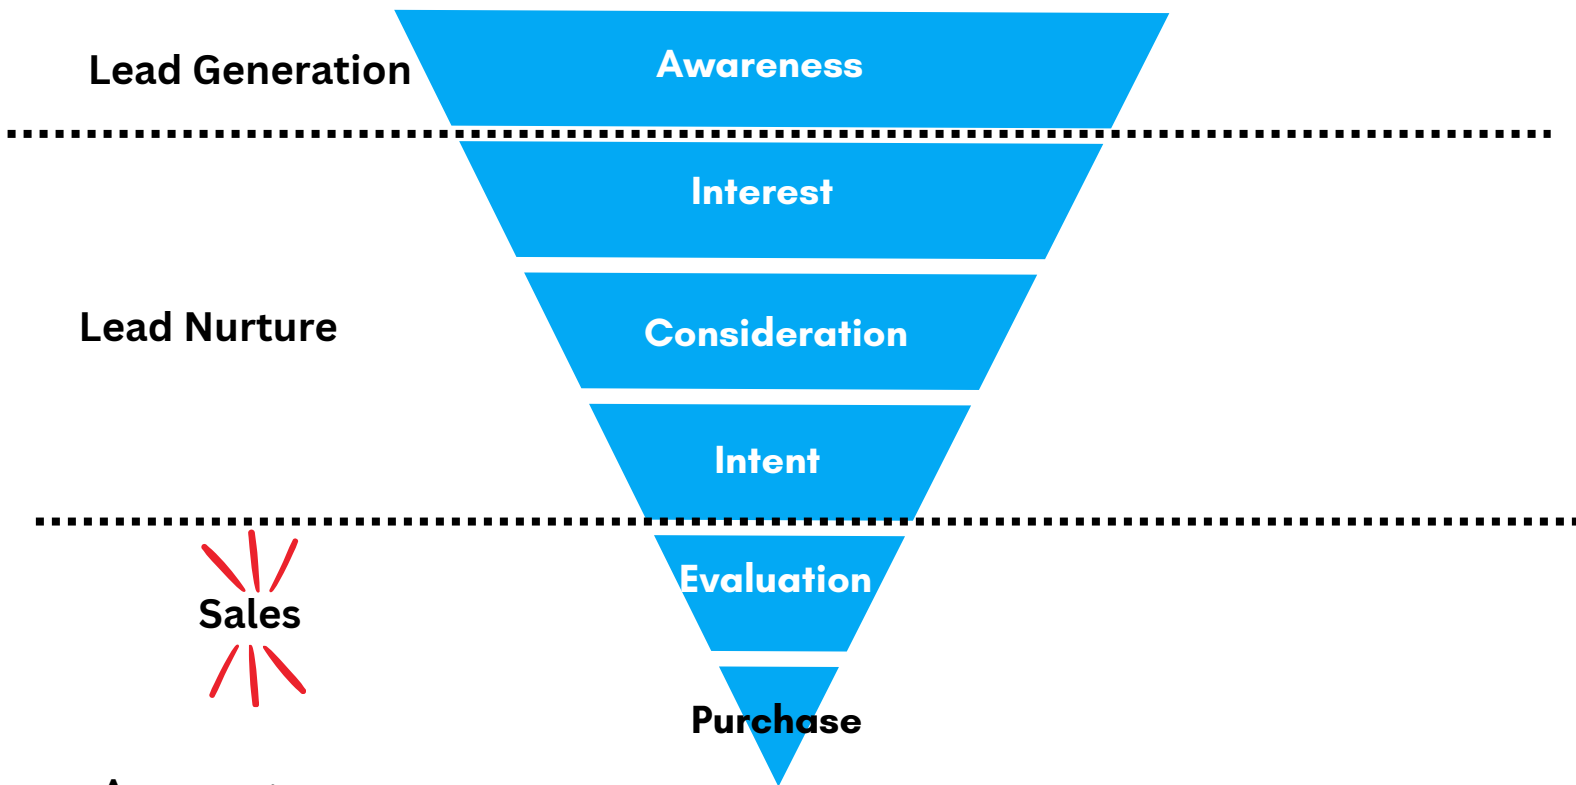 Lead Generation
Awareness
Interest
Lead Nurture
Consideration
Intent
Evaluation
Sales
Purchase